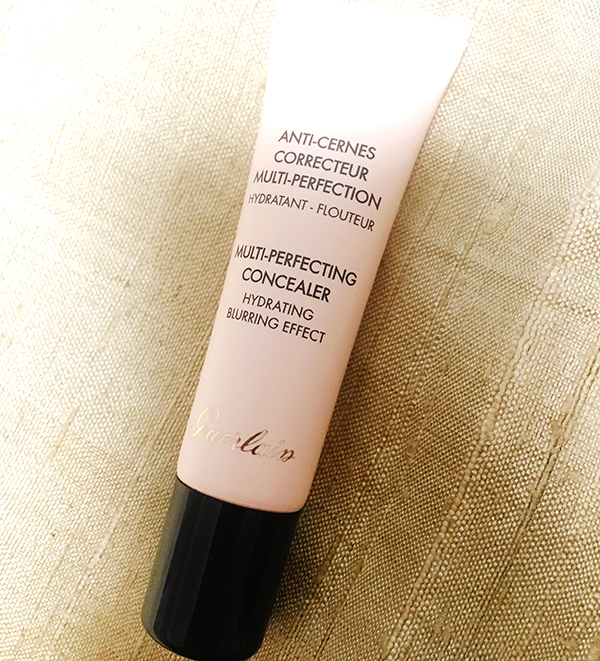 ANTI-CERNES
CORRECTEUR
MULTI-PERFECTION
HYDRATANT - FLOUTEUR
MULTI-PERFECTING
CONCEALER
HYDRATING
BLURRING EFFECT
Guerlain